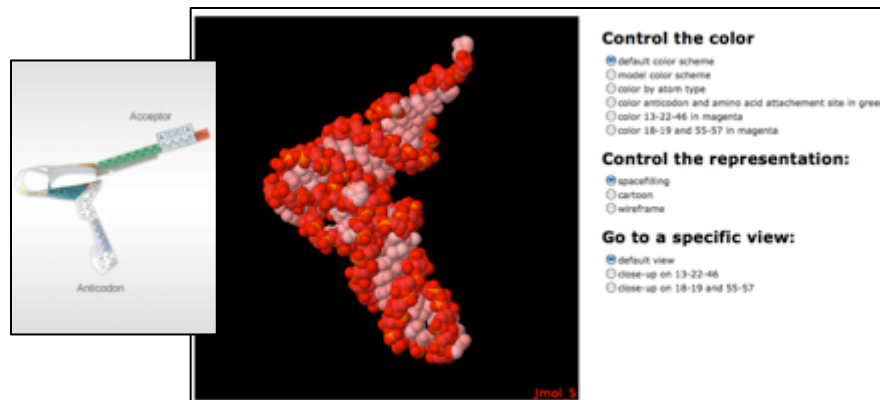 Acceptor
Anticodon
Jmol S
Control the color
default color scheme
model color scheme
color by atom type
color anticodon and amino acid attachement site in gree
color 13-22-46 in magenta
color 18-19 and 55-57 in magenta
Control the representation:
spacefilling
cartoon
wireframe
Go to a specific view:
default view
close-up on 13-22-46
close-up on 18-19 and 55-57